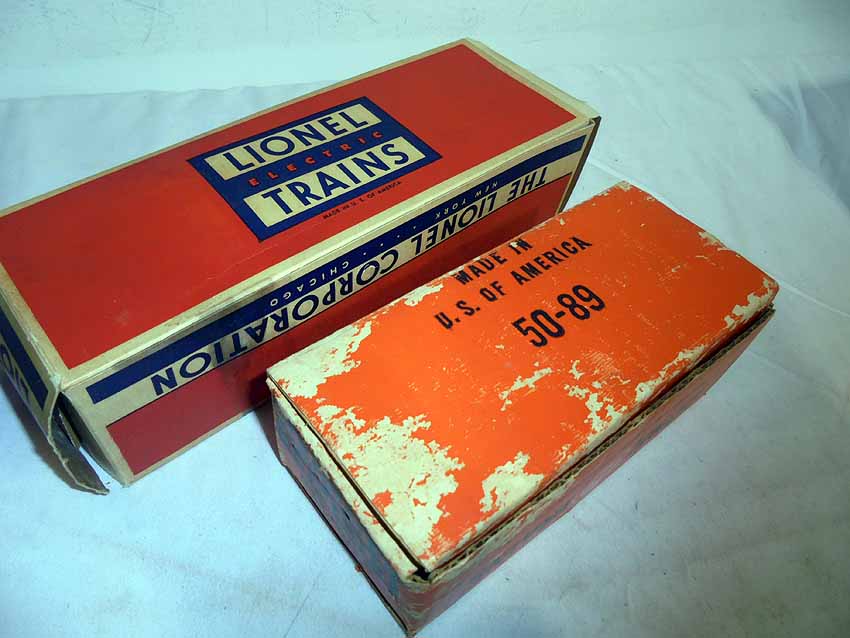 LIONEL
ELECTRIC
TRAINS
MADE IN U. S. OF AMERICA
THE LIONEL CORPORATION
NEW YORK . . . . . . CHICAGO
MADE IN
U. S. OF AMERICA
50-89